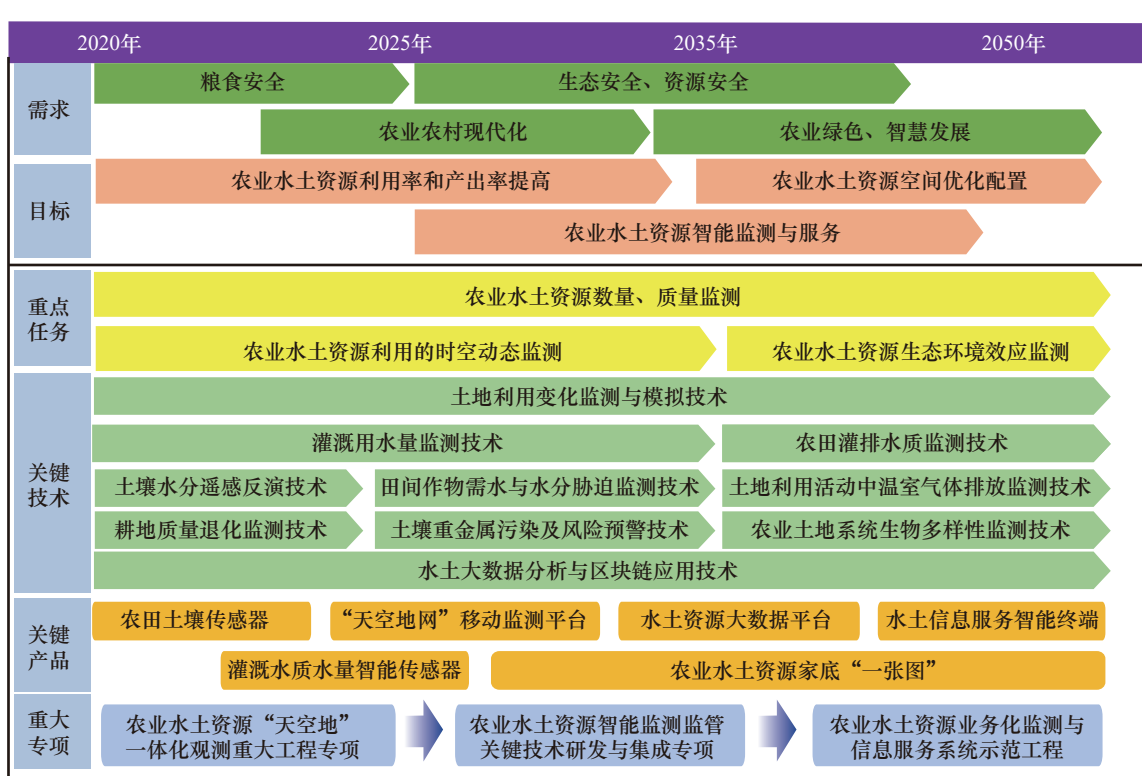 2020年 2025年 2035年 2050年
需求
粮食安全 生态安全、资源安全
农业农村现代化 农业绿色、智慧发展
目标
农业水土资源利用率和产出率提高 农业水土资源空间优化配置
农业水土资源智能监测与服务
重点
任务
农业水土资源数量、质量监测
农业水土资源利用的时空动态监测 农业水土资源生态环境效应监测
关键
技术
土地利用变化监测与模拟技术
灌溉用水量监测技术 农田灌排水质监测技术
土壤水分遥感反演技术 田间作物需水与水分胁迫监测技术 土地利用活动中温室气体排放监测技术
耕地质量退化监测技术 土壤重金属污染及风险预警技术 农业土地系统生物多样性监测技术
水土大数据分析与区块链应用技术
关键
产品
农田土壤传感器 “天空地网”移动监测平台 水土资源大数据平台 水土信息服务智能终端
灌溉水质水量智能传感器 农业水土资源家底“一张图”
重大
专项
农业水土资源“天空地”
一体化观测重大工程专项
农业水土资源智能监测监管
关键技术研发与集成专项
农业水土资源业务化监测与
信息服务系统示范工程